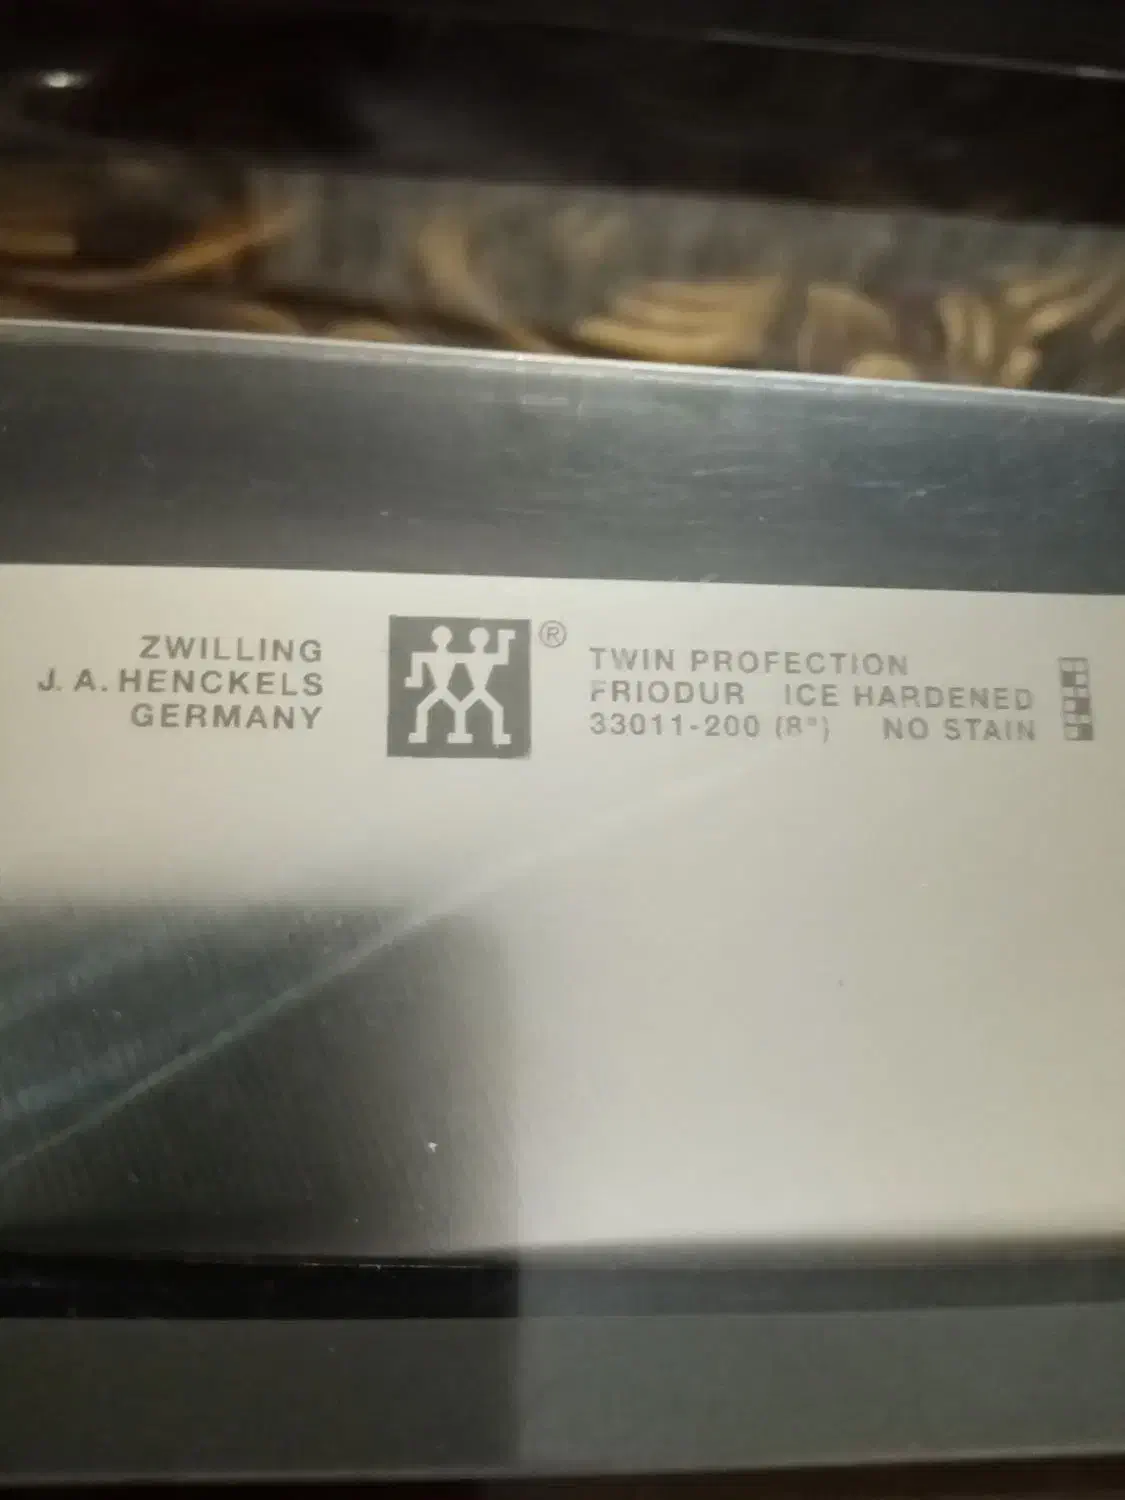 ZWILLING
J. A. HENCKELS
GERMANY
®
TWIN PROFECTION
FRIODUR ICE HARDENED
33011-200 (8") NO STAIN